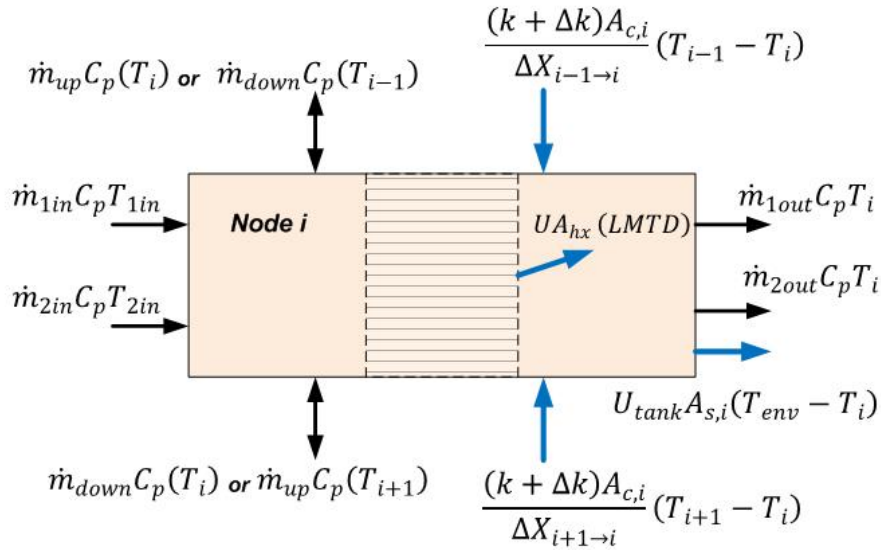 (k + Δk)A_{c,i} / ΔX_{i−1→i} (T_{i−1} − T_i)
ṁ_{up}C_p(T_i) or ṁ_{down}C_p(T_{i−1})
ṁ_{1in}C_pT_{1in}
Node i
UA_{hx}(LMTD)
ṁ_{1out}C_pT_i
ṁ_{2in}C_pT_{2in}
ṁ_{2out}C_pT_i
U_{tank}A_{s,i}(T_{env} − T_i)
ṁ_{down}C_p(T_i) or ṁ_{up}C_p(T_{i+1})
(k + Δk)A_{c,i} / ΔX_{i+1→i} (T_{i+1} − T_i)